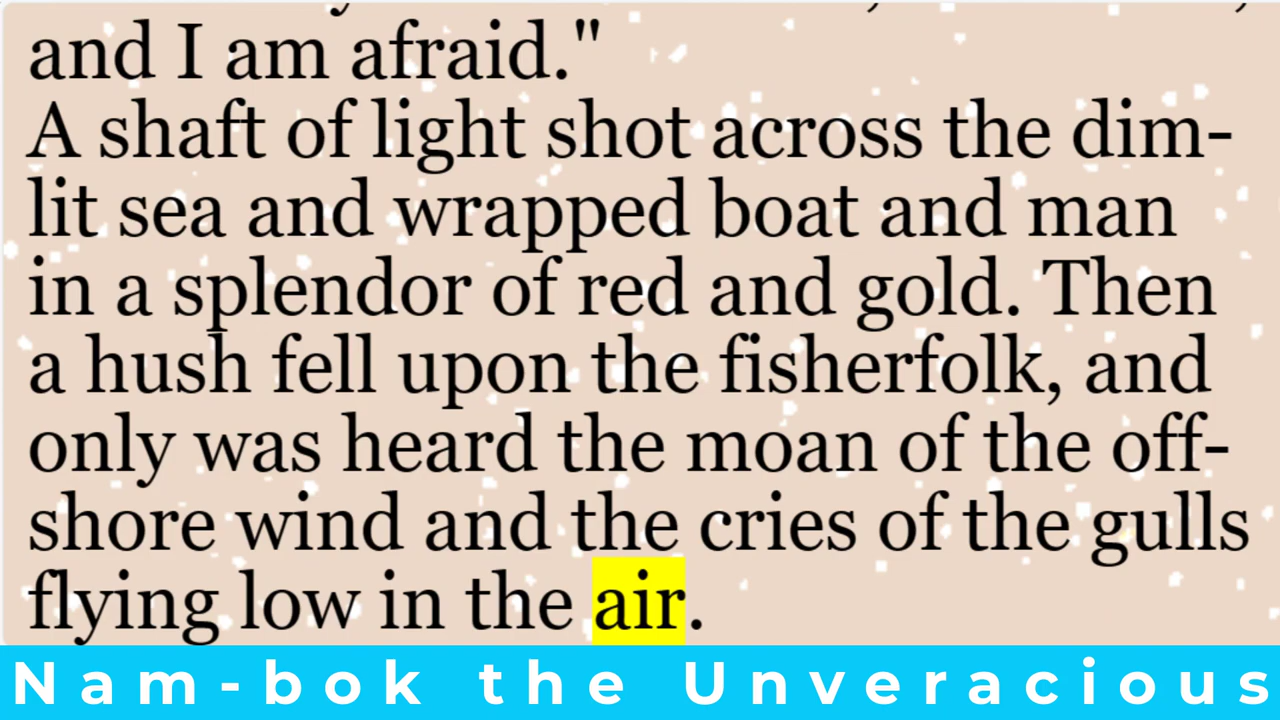 and I am afraid."
A shaft of light shot across the dim-
lit sea and wrapped boat and man
in a splendor of red and gold. Then
a hush fell upon the fisherfolk, and
only was heard the moan of the off-
shore wind and the cries of the gulls
flying low in the air.
Nam-bok the Unveracious